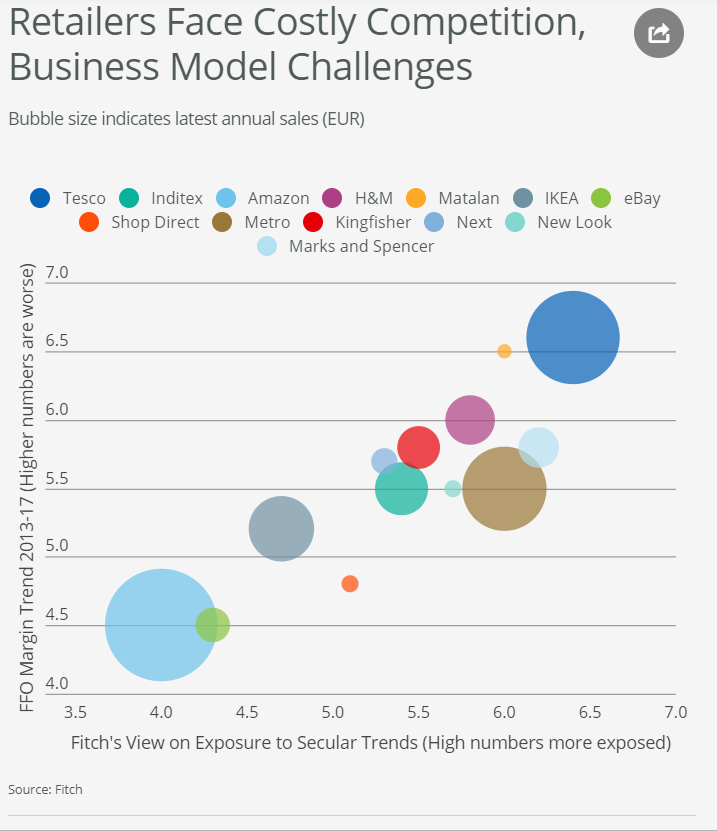 Retailers Face Costly Competition,
Business Model Challenges
Bubble size indicates latest annual sales (EUR)
Tesco Inditex Amazon H&M Matalan IKEA eBay
Shop Direct Metro Kingfisher Next New Look
Marks and Spencer
FFO Margin Trend 2013-17 (Higher numbers are worse)
7.0
6.5
6.0
5.5
5.0
4.5
4.0
3.5 4.0 4.5 5.0 5.5 6.0 6.5 7.0
Fitch's View on Exposure to Secular Trends (High numbers more exposed)
Source: Fitch